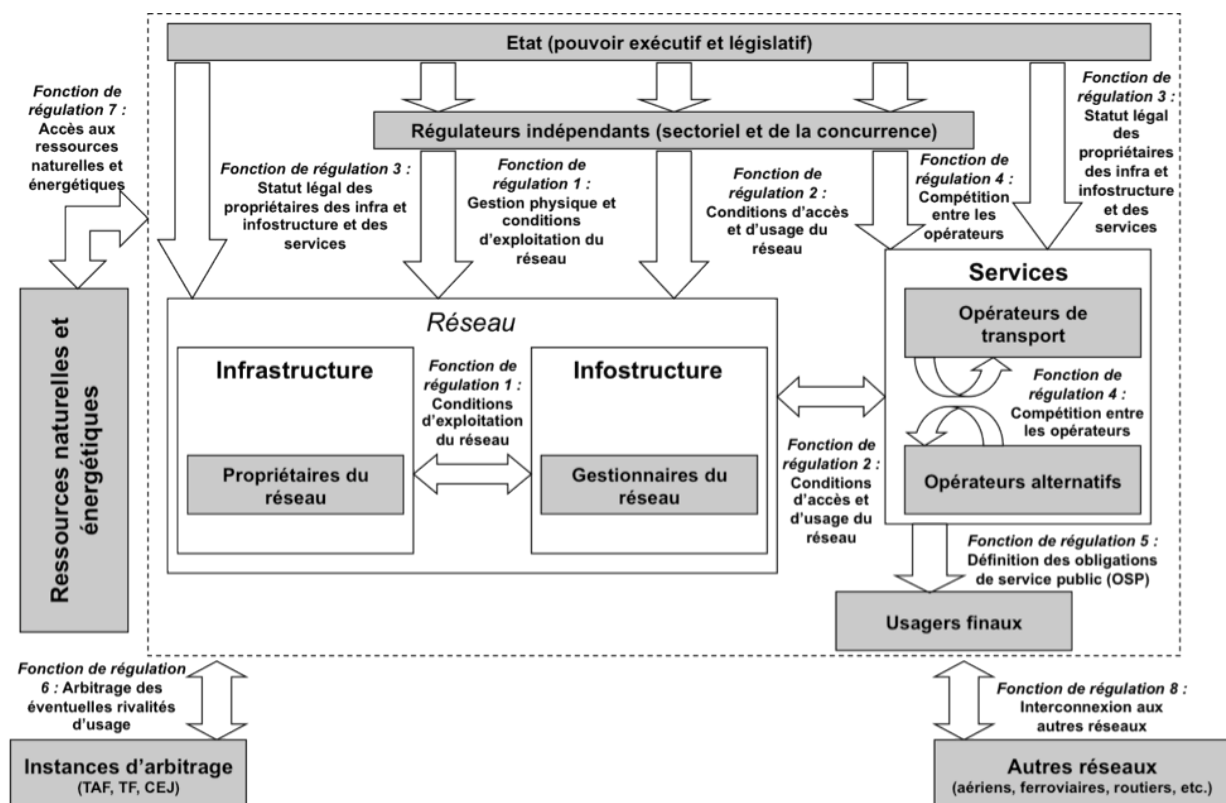 Etat (pouvoir exécutif et législatif)
Fonction de
régulation 7 :
Accès aux
ressources
naturelles et
énergétiques
Régulateurs indépendants (sectoriel et de la concurrence)
Fonction de
régulation 3 :
Statut légal
des
propriétaires
des infra et
infostructure
et des
services
Fonction de
régulation 3 :
Statut légal des
propriétaires des infra et
infostructure et des
services
Fonction de
régulation 1 :
Gestion physique et
conditions
d'exploitation du
réseau
Fonction de
régulation 2 :
Conditions d'accès
et d'usage du
réseau
Fonction de
régulation 4 :
Compétition
entre les
opérateurs
Ressources naturelles et
énergétiques
Réseau
Infrastructure
Propriétaires du
réseau
Fonction de
régulation 1 :
Conditions
d'exploitation
du réseau
Infostructure
Gestionnaires du
réseau
Fonction de
régulation 2 :
Conditions
d'accès et
d'usage du
réseau
Services
Opérateurs de
transport
Fonction de
régulation 4 :
Compétition entre
les opérateurs
Opérateurs alternatifs
Fonction de régulation 5 :
Définition des obligations
de service public (OSP)
Usagers finaux
Fonction de régulation
6 : Arbitrage des
éventuelles rivalités
d'usage
Instances d'arbitrage
(TAF, TF, CEJ)
Fonction de régulation 8 :
Interconnexion aux
autres réseaux
Autres réseaux
(aériens, ferroviaires, routiers, etc.)